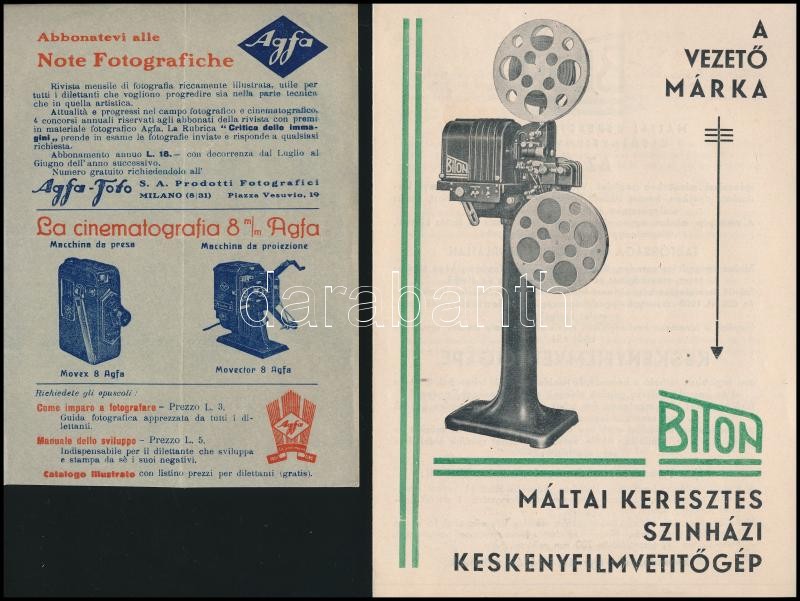 Abbonatevi alle
Note Fotografiche
Agfa
Rivista mensile di fotografia riccamente illustrata, utile per
tutti i dilettanti che vogliono progredire sia nella parte tecnica
che in quella artistica.
Attualità e progressi nel campo fotografico e cinematografico,
4 concorsi annuali riservati agli abbonati della rivista con premi
in materiale fotografico Agfa. La Rubrica "Critica delle imma-
gini„ prende in esame le fotografie inviate e risponde a qualsiasi
richiesta.
Abbonamento annuo L. 18.— con decorrenza dal Luglio al
Giugno dell'anno successivo.
Numero gratuito richiedendolo all'
Agfa-Foto S. A. Prodotti Fotografici
MILANO (8/31) Piazza Vesuvio, 19
La cinematografia 8 m/m Agfa
Macchina da presa Macchina da proiezione
Movex 8 Agfa Movector 8 Agfa
Richiedete gli opuscoli:
Come imparo a fotografare - Prezzo L. 3,
Guida fotografica apprezzata da tutti i di-
lettanti.
Manuale dello sviluppo - Prezzo L. 5,
Indispensabile per il dilettante che sviluppa
e stampa da sè i suoi negativi.
Catalogo illustrato con listino prezzi per dilettanti (gratis).
Agfa
A
VEZETŐ
MÁRKA
BITON
BITON
MÁLTAI KERESZTES
SZINHÁZI
KESKENYFILMVETITŐGÉP
darabanth